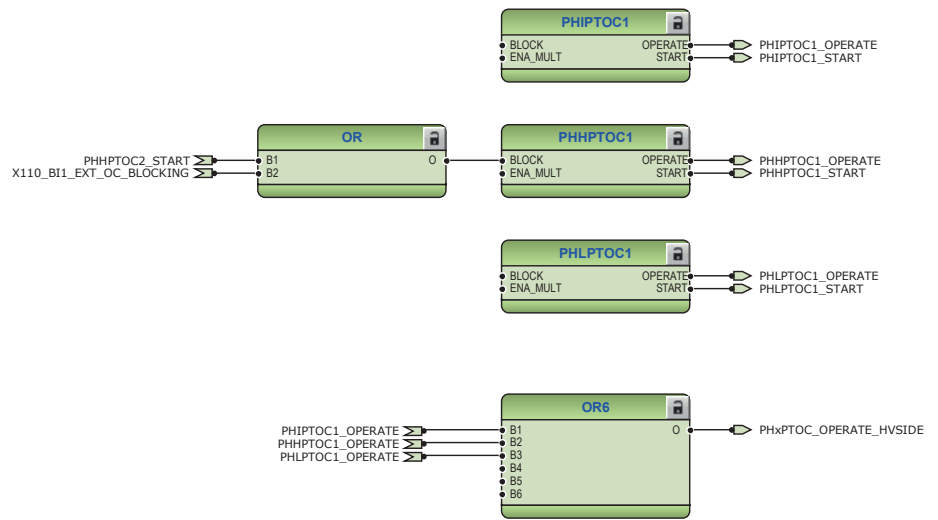 PHIPTOC1
BLOCK OPERATE PHIPTOC1_OPERATE
ENA_MULT START PHIPTOC1_START
OR PHHPTOC1
PHHPTOC2_START B1 O BLOCK OPERATE PHHPTOC1_OPERATE
X110_BI1_EXT_OC_BLOCKING B2 ENA_MULT START PHHPTOC1_START
PHLPTOC1
BLOCK OPERATE PHLPTOC1_OPERATE
ENA_MULT START PHLPTOC1_START
OR6
PHIPTOC1_OPERATE B1 O PHxPTOC_OPERATE_HVSIDE
PHHPTOC1_OPERATE B2
PHLPTOC1_OPERATE B3
B4
B5
B6